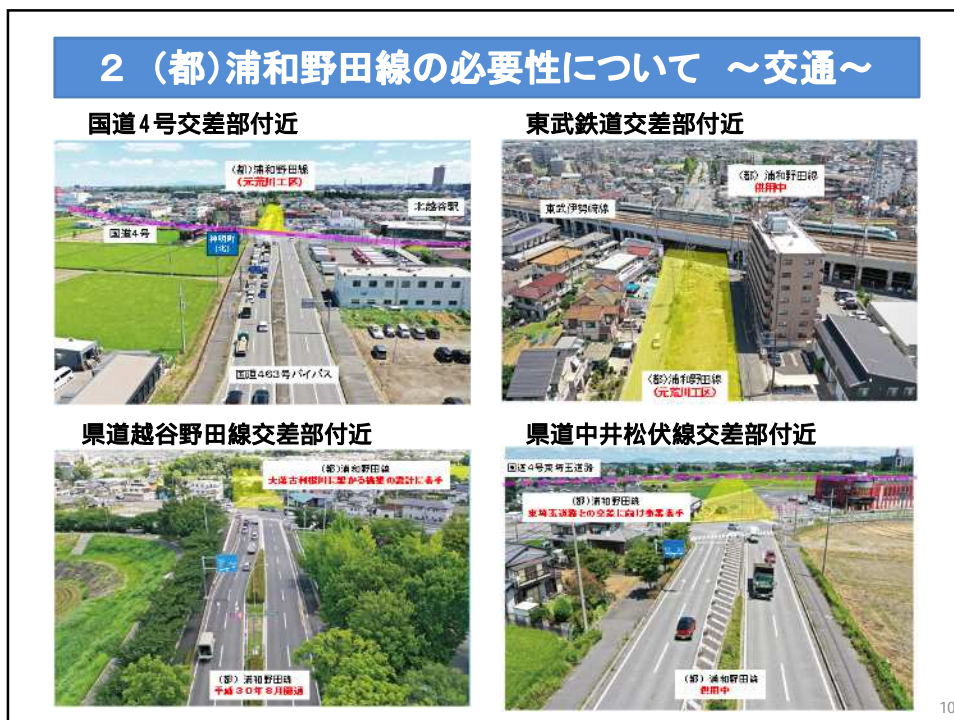 ２ （都）浦和野田線の必要性について ～交通～
国道4号交差部付近
（都）浦和野田線
（元荒川工区）
北越谷駅
国道4号
神明町
（北）
国道463号バイパス
東武鉄道交差部付近
（都）浦和野田線
供用中
東武伊勢崎線
（都）浦和野田線
（元荒川工区）
県道越谷野田線交差部付近
（都）浦和野田線
大落古利根川に繋がる橋梁の設計に着手
（都）浦和野田線
平成３０年８月開通
県道中井松伏線交差部付近
国道4号東埼玉道路
（都）浦和野田線
東埼玉道路との交差に向け事業着手
（都）浦和野田線
供用中
10